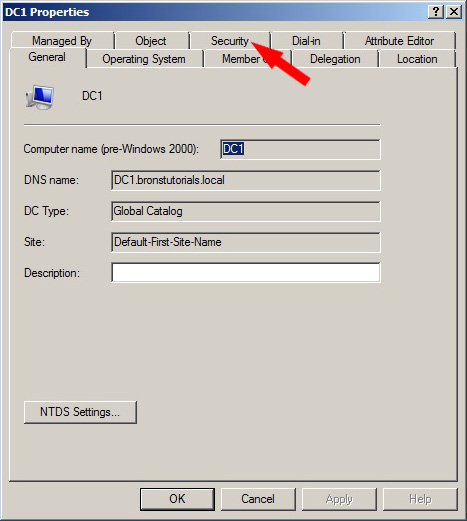 DC1 Properties
Managed By Object Security Dial-in Attribute Editor
General Operating System Member Delegation Location
DC1
Computer name (pre-Windows 2000): DC1
DNS name: DC1.bronstutorials.local
DC Type: Global Catalog
Site: Default-First-Site-Name
Description:
NTDS Settings...
OK Cancel Apply Help